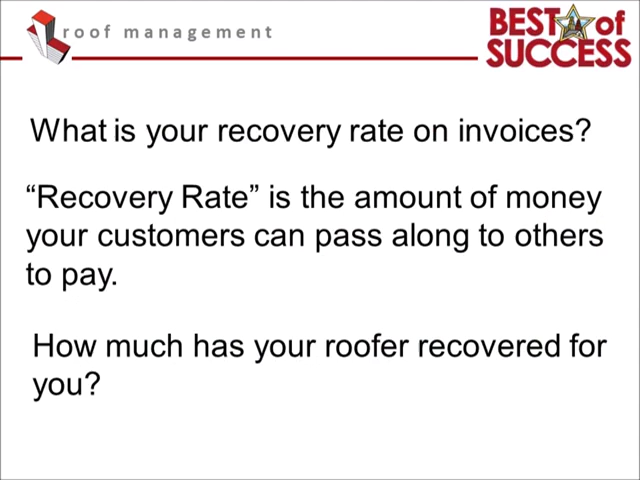 roof management
BEST of
SUCCESS
What is your recovery rate on invoices?
“Recovery Rate” is the amount of money
your customers can pass along to others
to pay.
How much has your roofer recovered for
you?